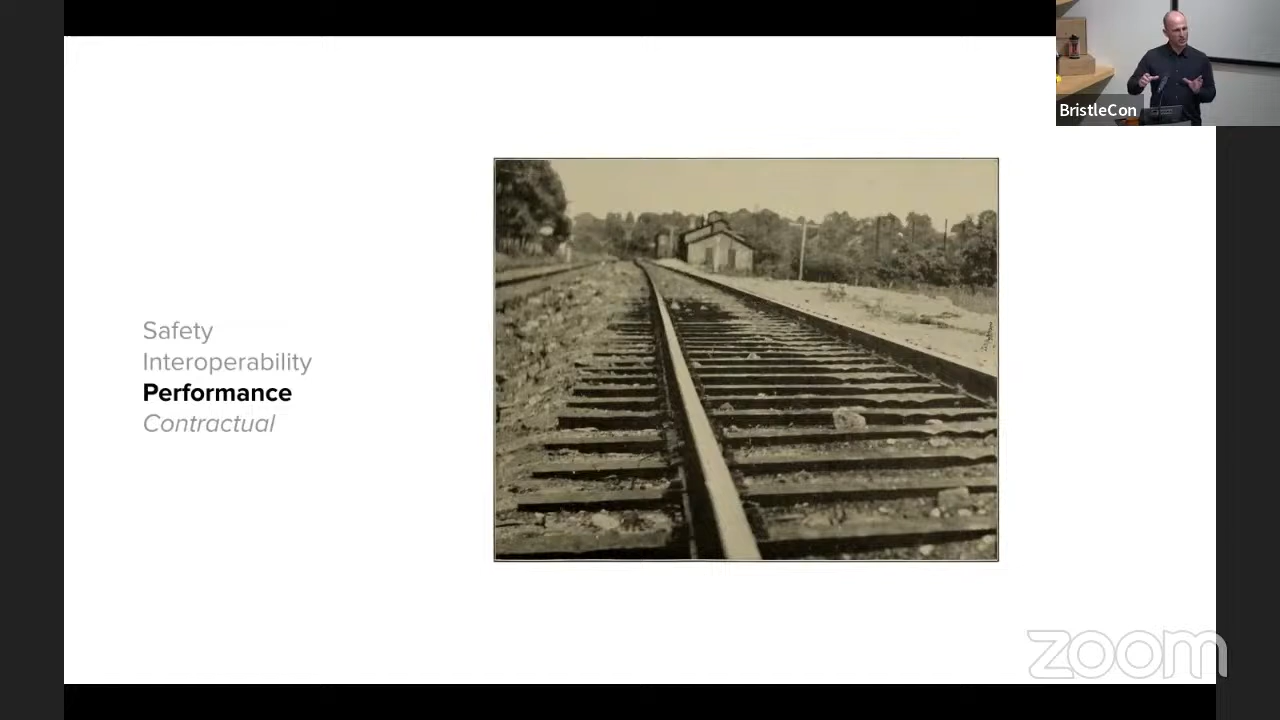 BristleCon
Safety
Interoperability
Performance
Contractual
zoom